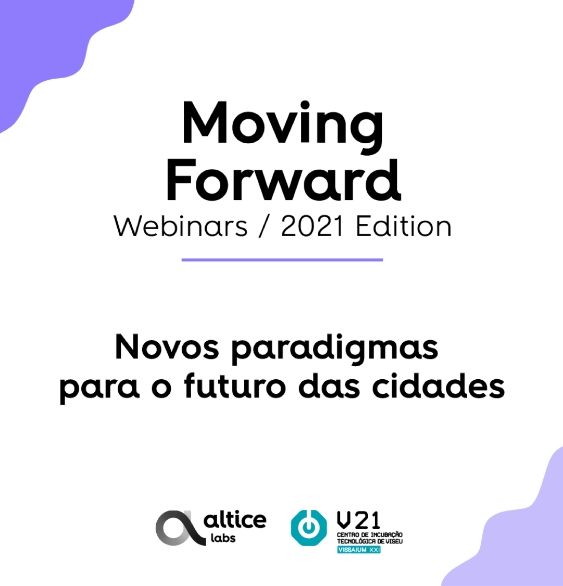 Moving
Forward
Webinars / 2021 Edition
Novos paradigmas
para o futuro das cidades
altice
labs
V21
CENTRO DE INCUBAÇÃO
TECNOLÓGICA DE VISEU
VISSAIUM XXI